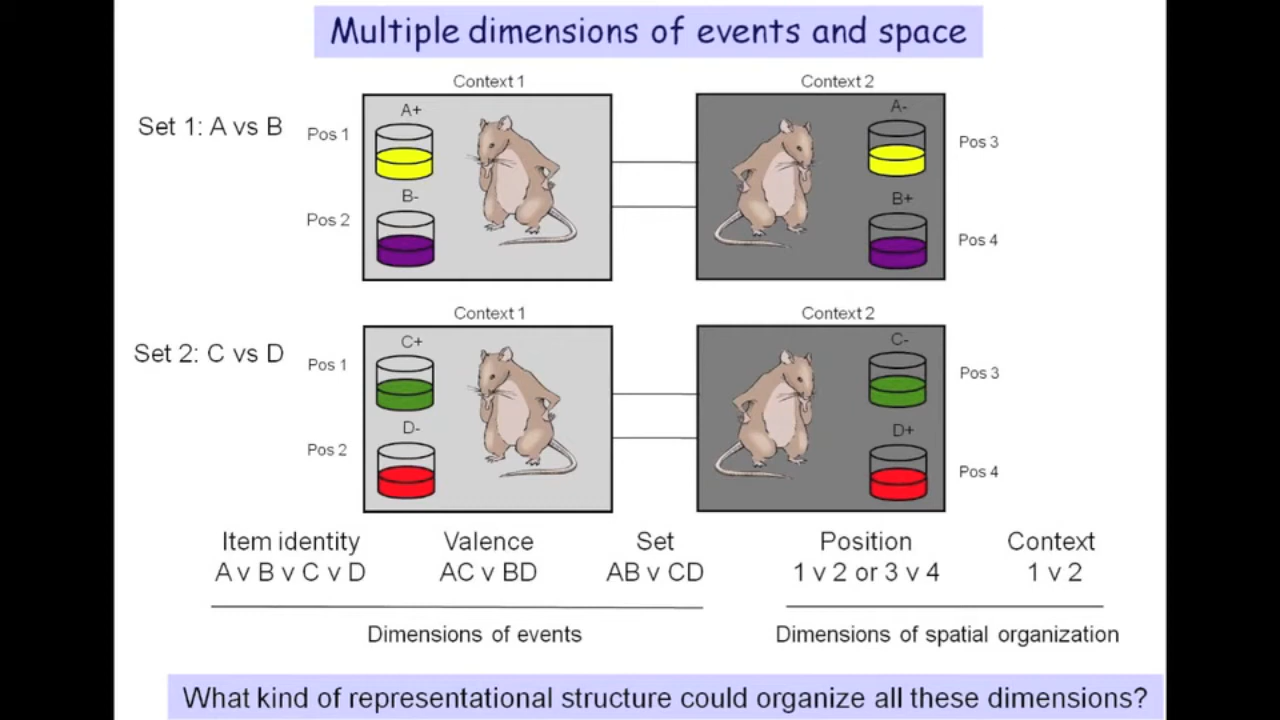 Multiple dimensions of events and space
Context 1
Context 2
Set 1: A vs B
Pos 1
A+
A-
Pos 3
Pos 2
B-
B+
Pos 4
Context 1
Context 2
Set 2: C vs D
Pos 1
C+
C-
Pos 3
Pos 2
D-
D+
Pos 4
Item identity
A v B v C v D
Valence
AC v BD
Set
AB v CD
Position
1 v 2 or 3 v 4
Context
1 v 2
Dimensions of events
Dimensions of spatial organization
What kind of representational structure could organize all these dimensions?